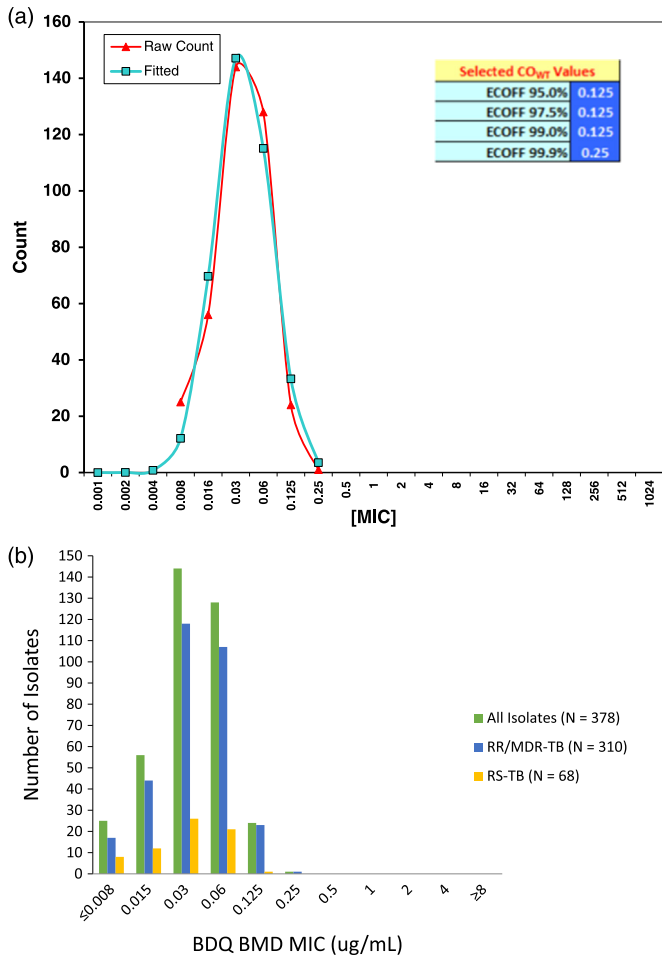 (a)
160
140
120
100
80
60
40
20
0
Count
Raw Count
Fitted
Selected COWT Values
ECOFF 95.0% 0.125
ECOFF 97.5% 0.125
ECOFF 99.0% 0.125
ECOFF 99.9% 0.25
0.001 0.002 0.004 0.008 0.016 0.03 0.06 0.125 0.25 0.5 1 2 4 8 16 32 64 128 256 512 1024
[MIC]
(b)
150
140
130
120
110
100
90
80
70
60
50
40
30
20
10
0
Number of Isolates
All Isolates (N = 378)
RR/MDR-TB (N = 310)
RS-TB (N = 68)
≤0.008 0.015 0.03 0.06 0.125 0.25 0.5 1 2 4 ≥8
BDQ BMD MIC (ug/mL)